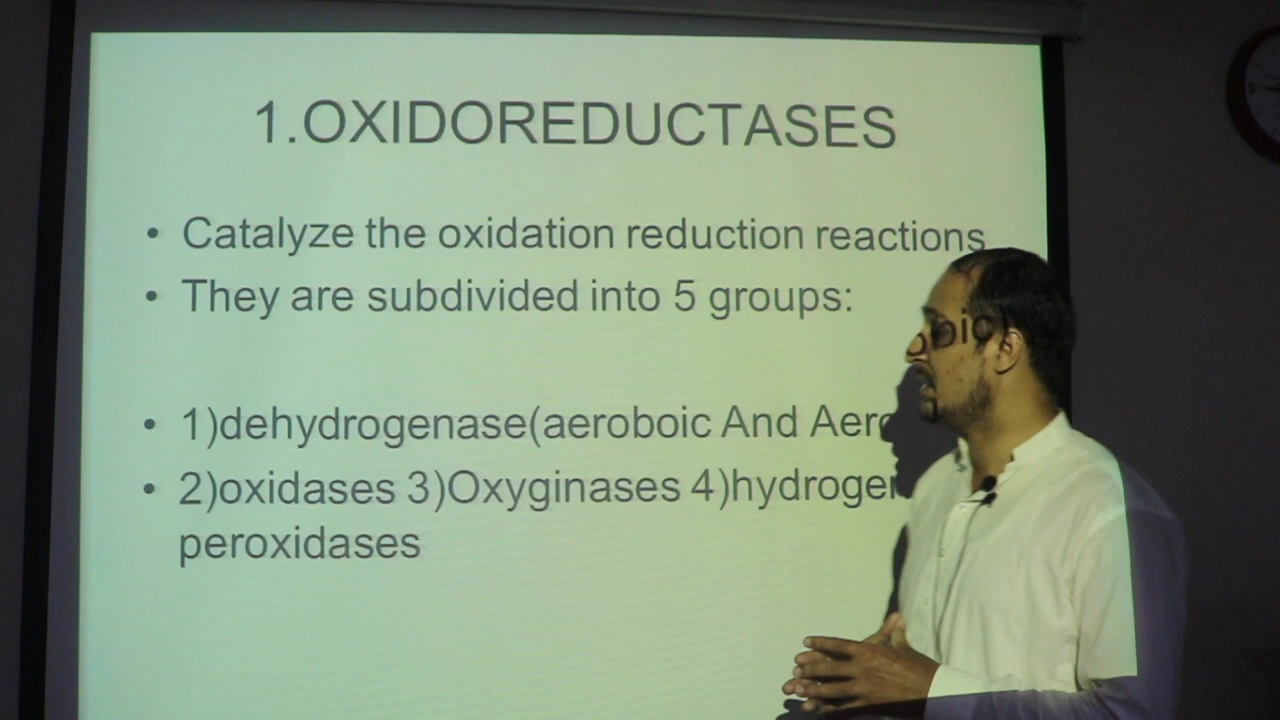 1.OXIDOREDUCTASES
• Catalyze the oxidation reduction reactions
• They are subdivided into 5 groups:
• 1)dehydrogenase(aeroboic And
• 2)oxidases 3)Oxyginases 4)
peroxidases